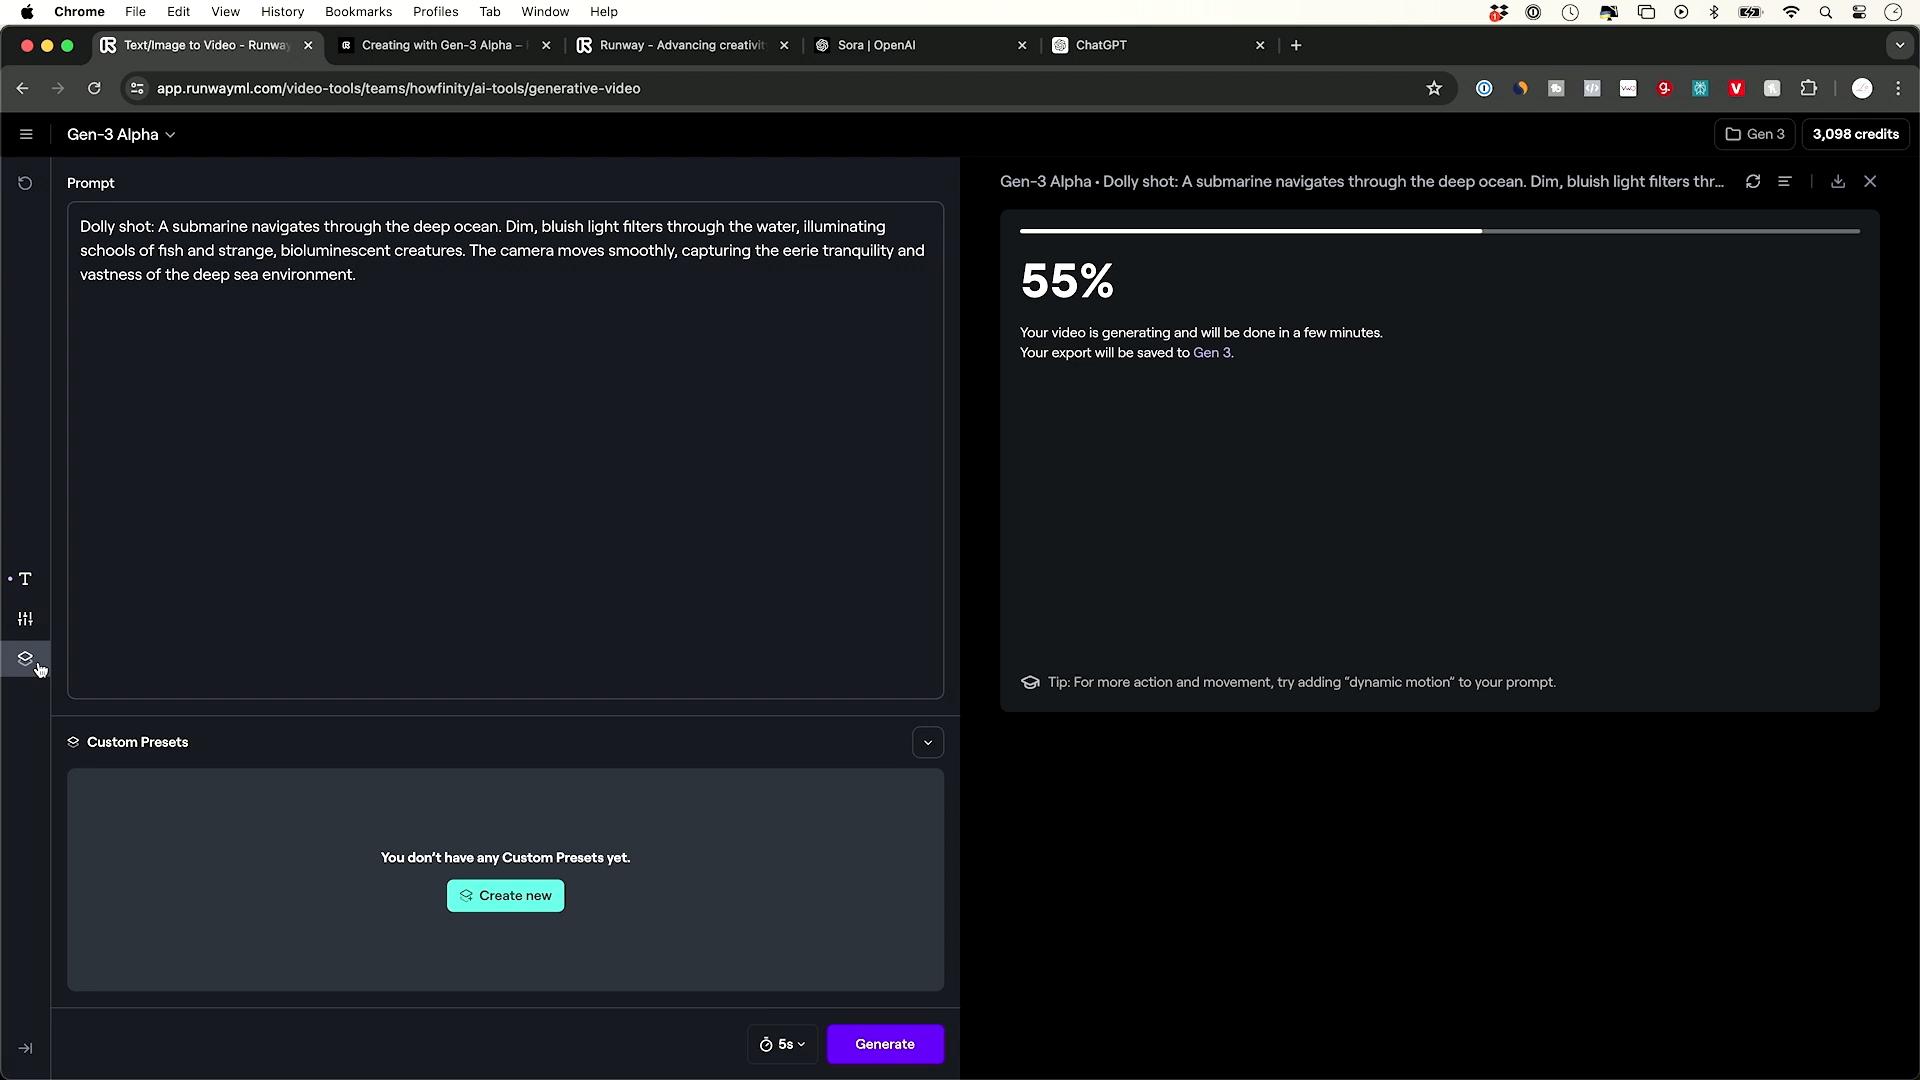 Chrome File Edit View History Bookmarks Profiles Tab Window Help
Text/Image to Video - Runway
Creating with Gen-3 Alpha –
Runway - Advancing creativit
Sora | OpenAI
ChatGPT
app.runwayml.com/video-tools/teams/howfinity/ai-tools/generative-video
Gen-3 Alpha
Gen 3
3,098 credits
Prompt
Dolly shot: A submarine navigates through the deep ocean. Dim, bluish light filters through the water, illuminating
schools of fish and strange, bioluminescent creatures. The camera moves smoothly, capturing the eerie tranquility and
vastness of the deep sea environment.
Gen-3 Alpha • Dolly shot: A submarine navigates through the deep ocean. Dim, bluish light filters thr...
55%
Your video is generating and will be done in a few minutes.
Your export will be saved to Gen 3.
Tip: For more action and movement, try adding “dynamic motion” to your prompt.
T
Custom Presets
You don’t have any Custom Presets yet.
Create new
5s
Generate